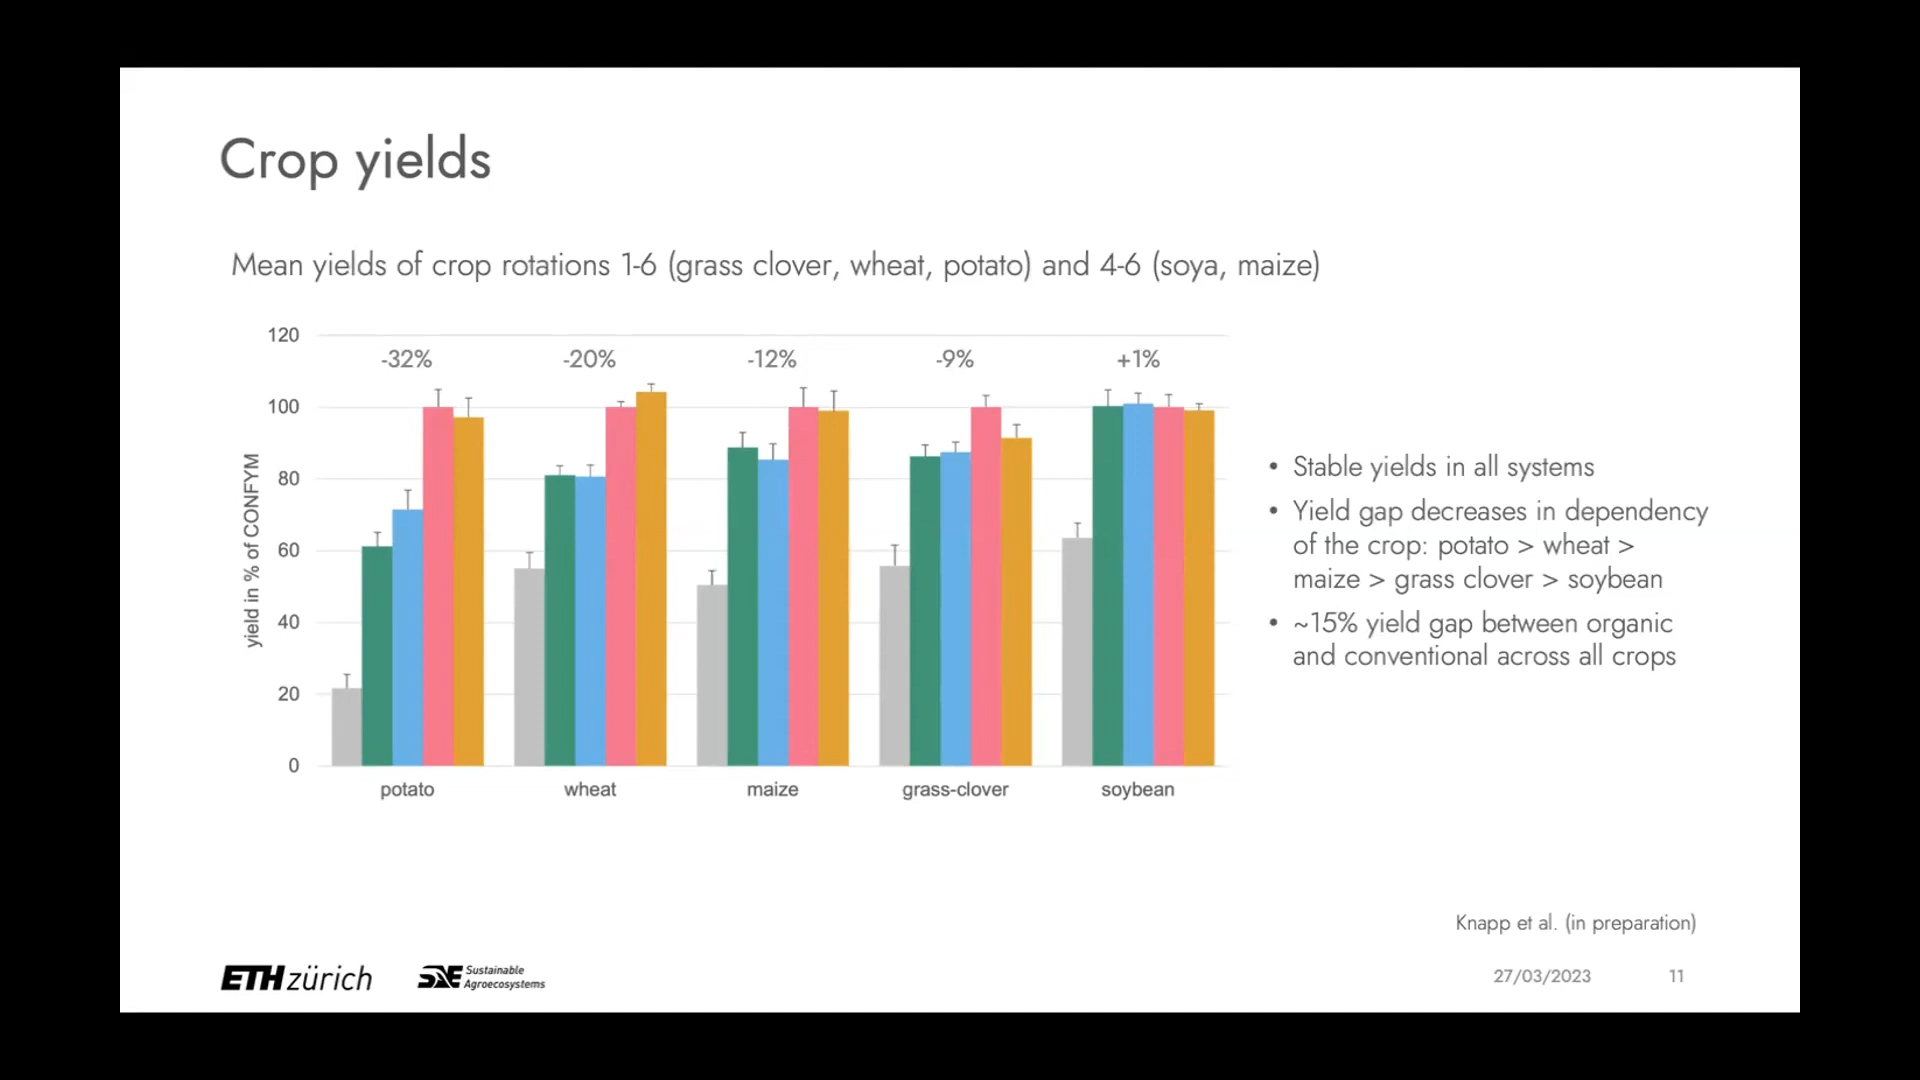 Crop yields
Mean yields of crop rotations 1-6 (grass clover, wheat, potato) and 4-6 (soya, maize)
120
-32% -20% -12% -9% +1%
100
80
60
40
20
0
yield in % of CONFYM
potato wheat maize grass-clover soybean
• Stable yields in all systems
• Yield gap decreases in dependency
of the crop: potato > wheat >
maize > grass clover > soybean
• ~15% yield gap between organic
and conventional across all crops
Knapp et al. (in preparation)
ETH zürich
SAE Sustainable
Agroecosystems
27/03/2023 11